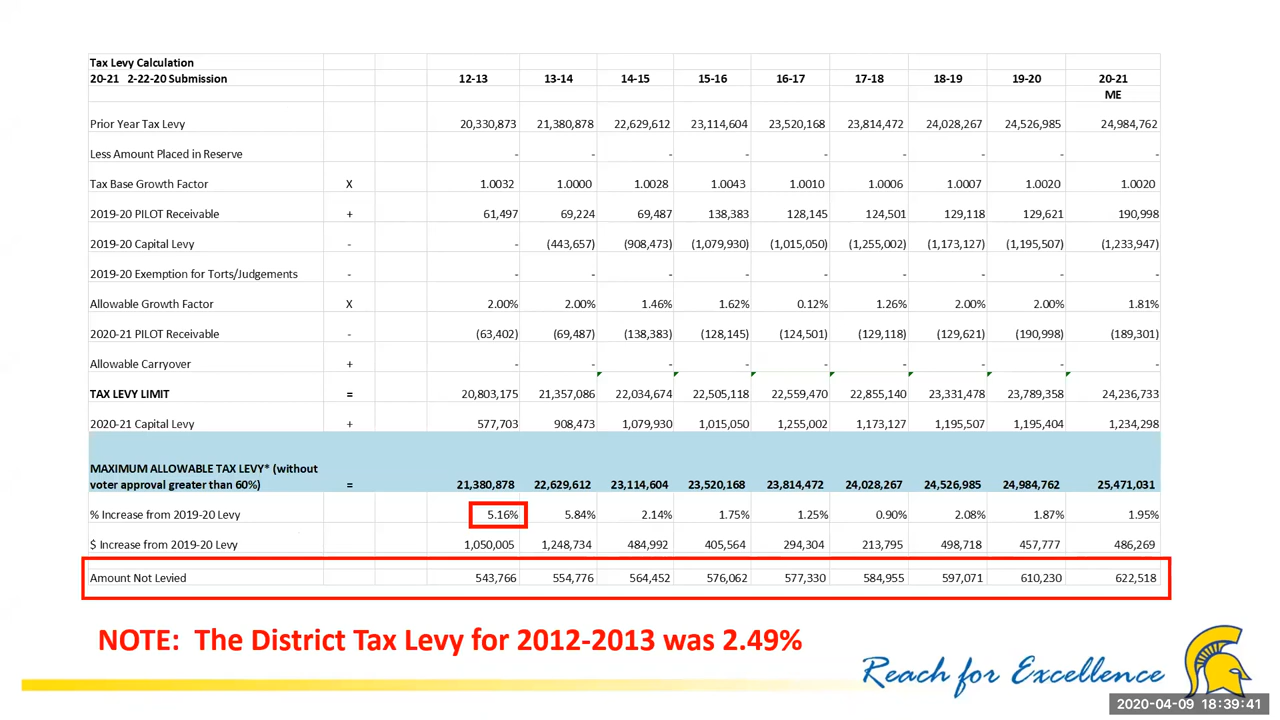 Tax Levy Calculation
20-21 2-22-20 Submission 12-13 13-14 14-15 15-16 16-17 17-18 18-19 19-20 20-21
ME
Prior Year Tax Levy 20,330,873 21,380,878 22,629,612 23,114,604 23,520,168 23,814,472 24,028,267 24,526,985 24,984,762
Less Amount Placed in Reserve - - - - - - - - -
Tax Base Growth Factor X 1.0032 1.0000 1.0028 1.0043 1.0010 1.0006 1.0007 1.0020 1.0020
2019-20 PILOT Receivable + 61,497 69,224 69,487 138,383 128,145 124,501 129,118 129,621 190,998
2019-20 Capital Levy - - (443,657) (908,473) (1,079,930) (1,015,050) (1,255,002) (1,173,127) (1,195,507) (1,233,947)
2019-20 Exemption for Torts/Judgements - - - - - - - - - -
Allowable Growth Factor X 2.00% 2.00% 1.46% 1.62% 0.12% 1.26% 2.00% 2.00% 1.81%
2020-21 PILOT Receivable - (63,402) (69,487) (138,383) (128,145) (124,501) (129,118) (129,621) (190,998) (189,301)
Allowable Carryover + - - - - - - - - -
TAX LEVY LIMIT = 20,803,175 21,357,086 22,034,674 22,505,118 22,559,470 22,855,140 23,331,478 23,789,358 24,236,733
2020-21 Capital Levy + 577,703 908,473 1,079,930 1,015,050 1,255,002 1,173,127 1,195,507 1,195,404 1,234,298
MAXIMUM ALLOWABLE TAX LEVY* (without
voter approval greater than 60%) = 21,380,878 22,629,612 23,114,604 23,520,168 23,814,472 24,028,267 24,526,985 24,984,762 25,471,031
% Increase from 2019-20 Levy 5.16% 5.84% 2.14% 1.75% 1.25% 0.90% 2.08% 1.87% 1.95%
$ Increase from 2019-20 Levy 1,050,005 1,248,734 484,992 405,564 294,304 213,795 498,718 457,777 486,269
Amount Not Levied 543,766 554,776 564,452 576,062 577,330 584,955 597,071 610,230 622,518
NOTE: The District Tax Levy for 2012-2013 was 2.49%
Reach for Excellence
2020-04-09 18:39:41